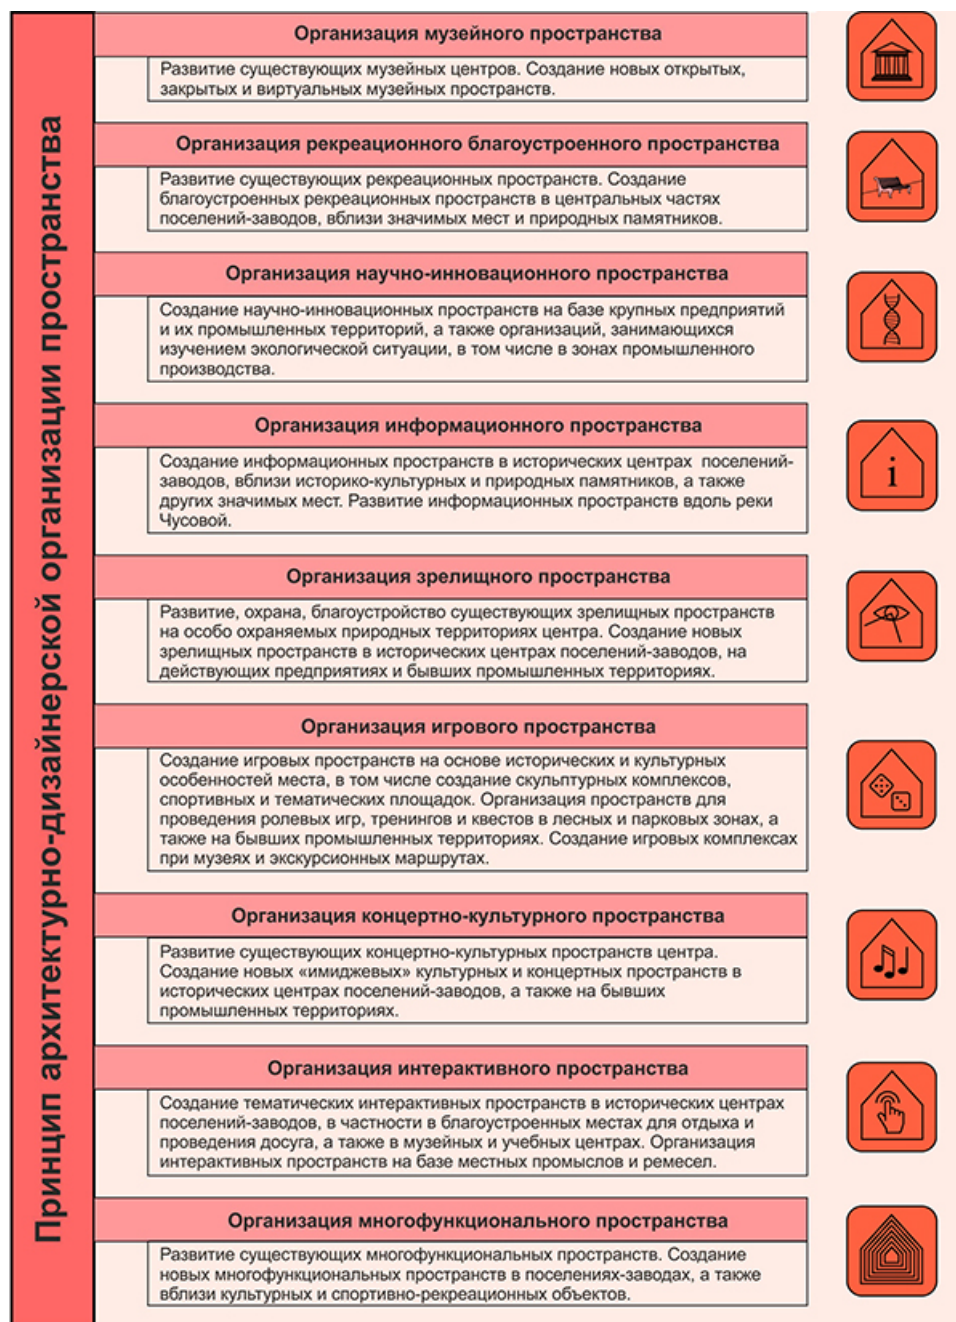 Принцип архитектурно-дизайнерской организации пространства
Организация музейного пространства
Развитие существующих музейных центров. Создание новых открытых,
закрытых и виртуальных музейных пространств.
Организация рекреационного благоустроенного пространства
Развитие существующих рекреационных пространств. Создание
благоустроенных рекреационных пространств в центральных частях
поселений-заводов, вблизи значимых мест и природных памятников.
Организация научно-инновационного пространства
Создание научно-инновационных пространств на базе крупных предприятий
и их промышленных территорий, а также организаций, занимающихся
изучением экологической ситуации, в том числе в зонах промышленного
производства.
Организация информационного пространства
Создание информационных пространств в исторических центрах поселений-
заводов, вблизи историко-культурных и природных памятников, а также
других значимых мест. Развитие информационных пространств вдоль реки
Чусовой.
i
Организация зрелищного пространства
Развитие, охрана, благоустройство существующих зрелищных пространств
на особо охраняемых природных территориях центра. Создание новых
зрелищных пространств в исторических центрах поселений-заводов, на
действующих предприятиях и бывших промышленных территориях.
Организация игрового пространства
Создание игровых пространств на основе исторических и культурных
особенностей места, в том числе создание скульптурных комплексов,
спортивных и тематических площадок. Организация пространств для
проведения ролевых игр, тренингов и квестов в лесных и парковых зонах, а
также на бывших промышленных территориях. Создание игровых комплексах
при музеях и экскурсионных маршрутах.
Организация концертно-культурного пространства
Развитие существующих концертно-культурных пространств центра.
Создание новых «имиджевых» культурных и концертных пространств в
исторических центрах поселений-заводов, а также на бывших
промышленных территориях.
Организация интерактивного пространства
Создание тематических интерактивных пространств в исторических центрах
поселений-заводов, в частности в благоустроенных местах для отдыха и
проведения досуга, а также в музейных и учебных центрах. Организация
интерактивных пространств на базе местных промыслов и ремесел.
Организация многофункционального пространства
Развитие существующих многофункциональных пространств. Создание
новых многофункциональных пространств в поселениях-заводах, а также
вблизи культурных и спортивно-рекреационных объектов.